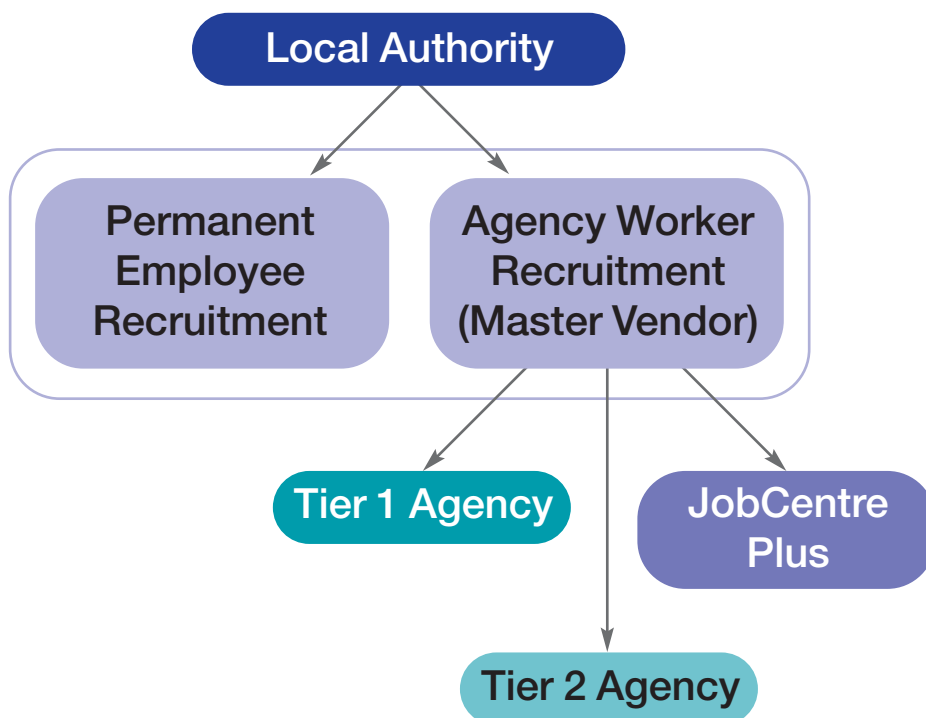 Local Authority
Permanent
Employee
Recruitment
Agency Worker
Recruitment
(Master Vendor)
Tier 1 Agency
JobCentre
Plus
Tier 2 Agency